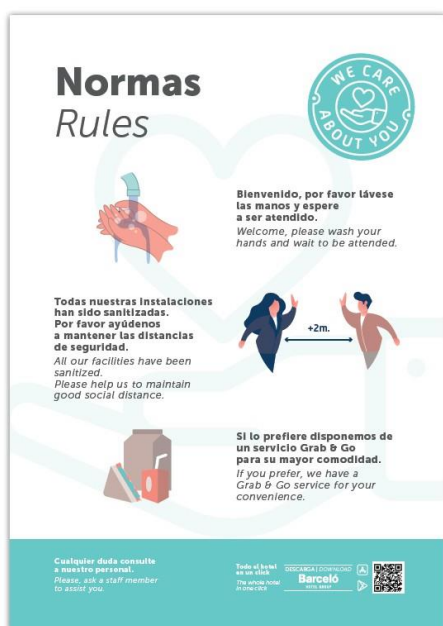 Normas
Rules
WE CARE
ABOUT YOU
Bienvenido, por favor lávese
las manos y espere
a ser atendido.
Welcome, please wash your
hands and wait to be attended.
Todas nuestras instalaciones
han sido sanitizadas.
Por favor ayúdenos
a mantener las distancias
de seguridad.
All our facilities have been
sanitized.
Please help us to maintain
good social distance.
+2m.
Si lo prefiere disponemos de
un servicio Grab & Go
para su mayor comodidad.
If you prefer, we have a
Grab & Go service for your
convenience.
Cualquier duda consulte
a nuestro personal.
Please, ask a staff member
to assist you.
Todo el hotel
en un click
The whole hotel
in one click
DESCARGA | DOWNLOAD
Barceló
HOTEL GROUP